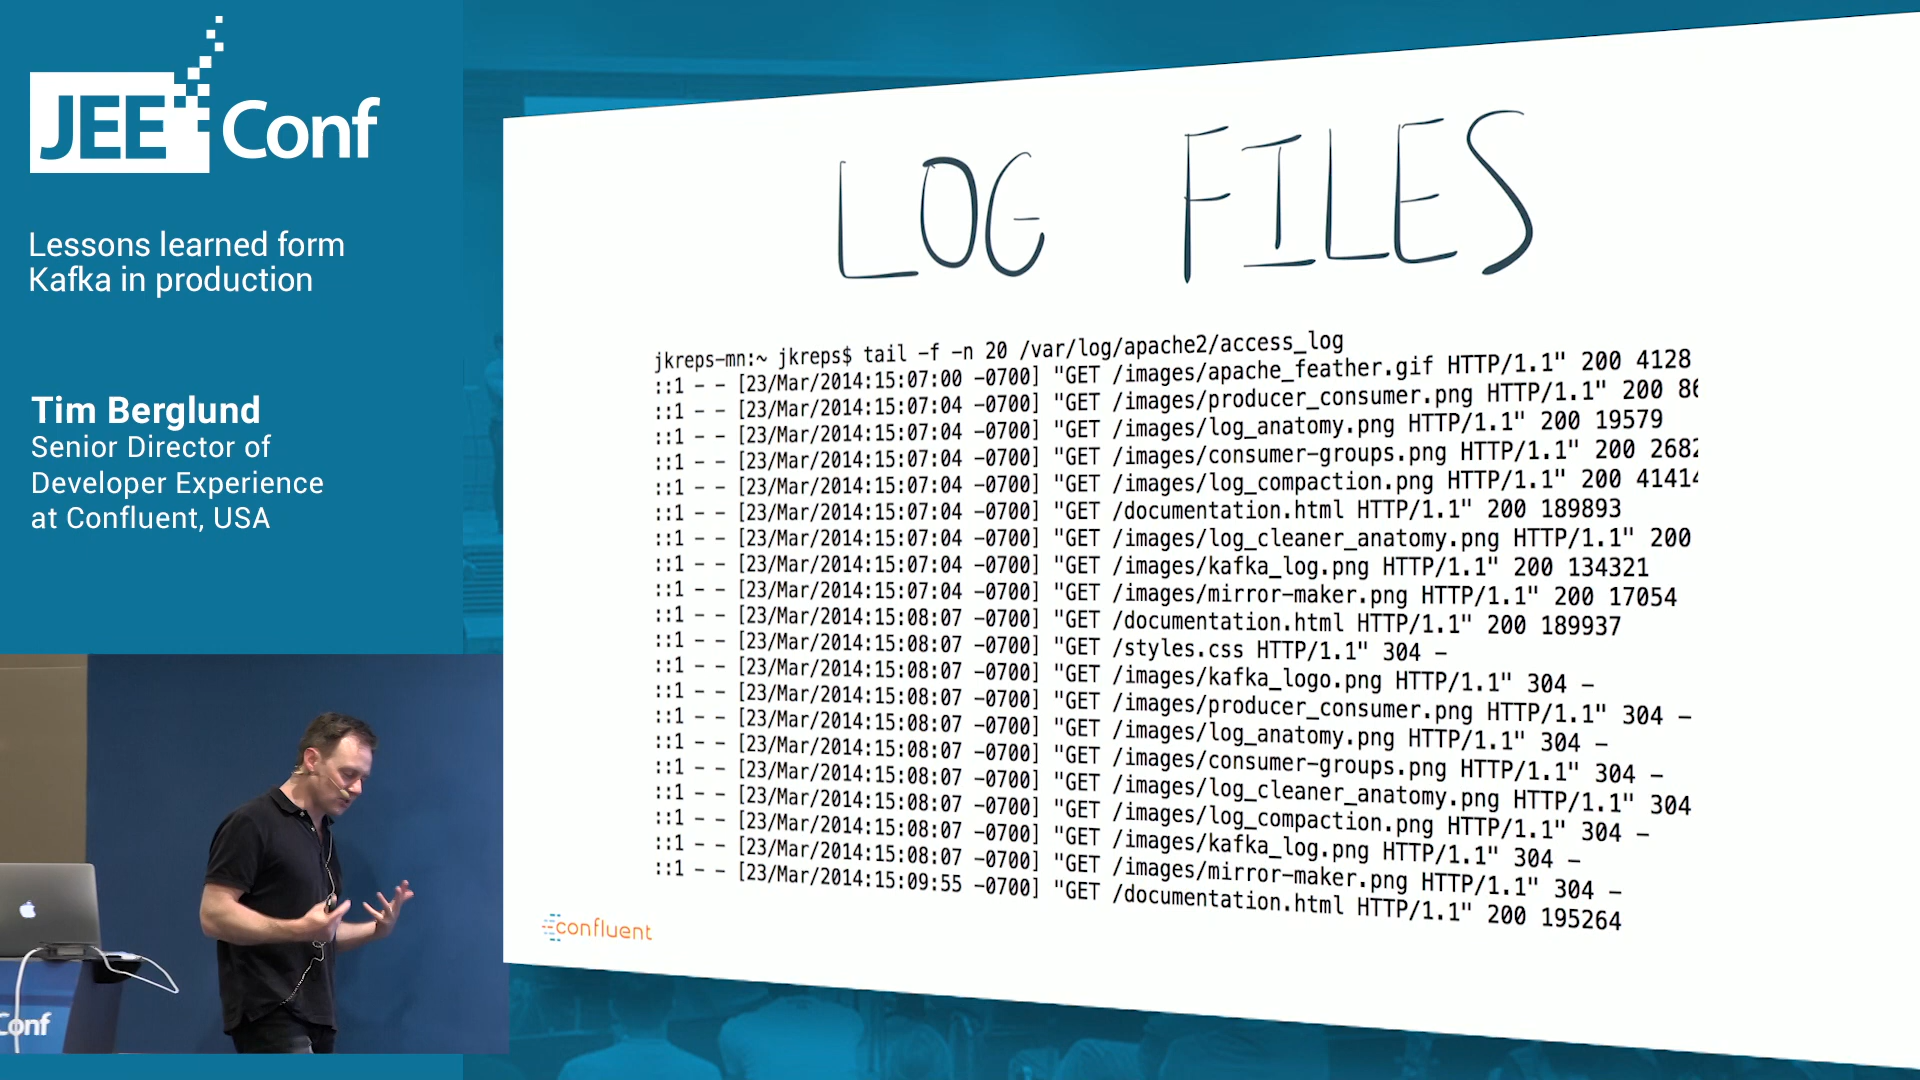 JEE Conf
Lessons learned form
Kafka in production
Tim Berglund
Senior Director of
Developer Experience
at Confluent, USA
LOG FILES
jkreps-mn:~ jkreps$ tail -f -n 20 /var/log/apache2/access_log
::1 - - [23/Mar/2014:15:07:00 -0700] "GET /images/apache_feather.gif HTTP/1.1" 200 4128
::1 - - [23/Mar/2014:15:07:04 -0700] "GET /images/producer_consumer.png HTTP/1.1" 200 86
::1 - - [23/Mar/2014:15:07:04 -0700] "GET /images/log_anatomy.png HTTP/1.1" 200 19579
::1 - - [23/Mar/2014:15:07:04 -0700] "GET /images/consumer-groups.png HTTP/1.1" 200 2682
::1 - - [23/Mar/2014:15:07:04 -0700] "GET /images/log_compaction.png HTTP/1.1" 200 41414
::1 - - [23/Mar/2014:15:07:04 -0700] "GET /documentation.html HTTP/1.1" 200 189893
::1 - - [23/Mar/2014:15:07:04 -0700] "GET /images/log_cleaner_anatomy.png HTTP/1.1" 200
::1 - - [23/Mar/2014:15:07:04 -0700] "GET /images/kafka_log.png HTTP/1.1" 200 134321
::1 - - [23/Mar/2014:15:07:04 -0700] "GET /images/mirror-maker.png HTTP/1.1" 200 17054
::1 - - [23/Mar/2014:15:08:07 -0700] "GET /documentation.html HTTP/1.1" 200 189937
::1 - - [23/Mar/2014:15:08:07 -0700] "GET /styles.css HTTP/1.1" 304 -
::1 - - [23/Mar/2014:15:08:07 -0700] "GET /images/kafka_logo.png HTTP/1.1" 304 -
::1 - - [23/Mar/2014:15:08:07 -0700] "GET /images/producer_consumer.png HTTP/1.1" 304 -
::1 - - [23/Mar/2014:15:08:07 -0700] "GET /images/log_anatomy.png HTTP/1.1" 304 -
::1 - - [23/Mar/2014:15:08:07 -0700] "GET /images/consumer-groups.png HTTP/1.1" 304 -
::1 - - [23/Mar/2014:15:08:07 -0700] "GET /images/log_cleaner_anatomy.png HTTP/1.1" 304
::1 - - [23/Mar/2014:15:08:07 -0700] "GET /images/log_compaction.png HTTP/1.1" 304 -
::1 - - [23/Mar/2014:15:08:07 -0700] "GET /images/kafka_log.png HTTP/1.1" 304 -
::1 - - [23/Mar/2014:15:08:07 -0700] "GET /images/mirror-maker.png HTTP/1.1" 304 -
::1 - - [23/Mar/2014:15:09:55 -0700] "GET /documentation.html HTTP/1.1" 200 195264
confluent
Conf